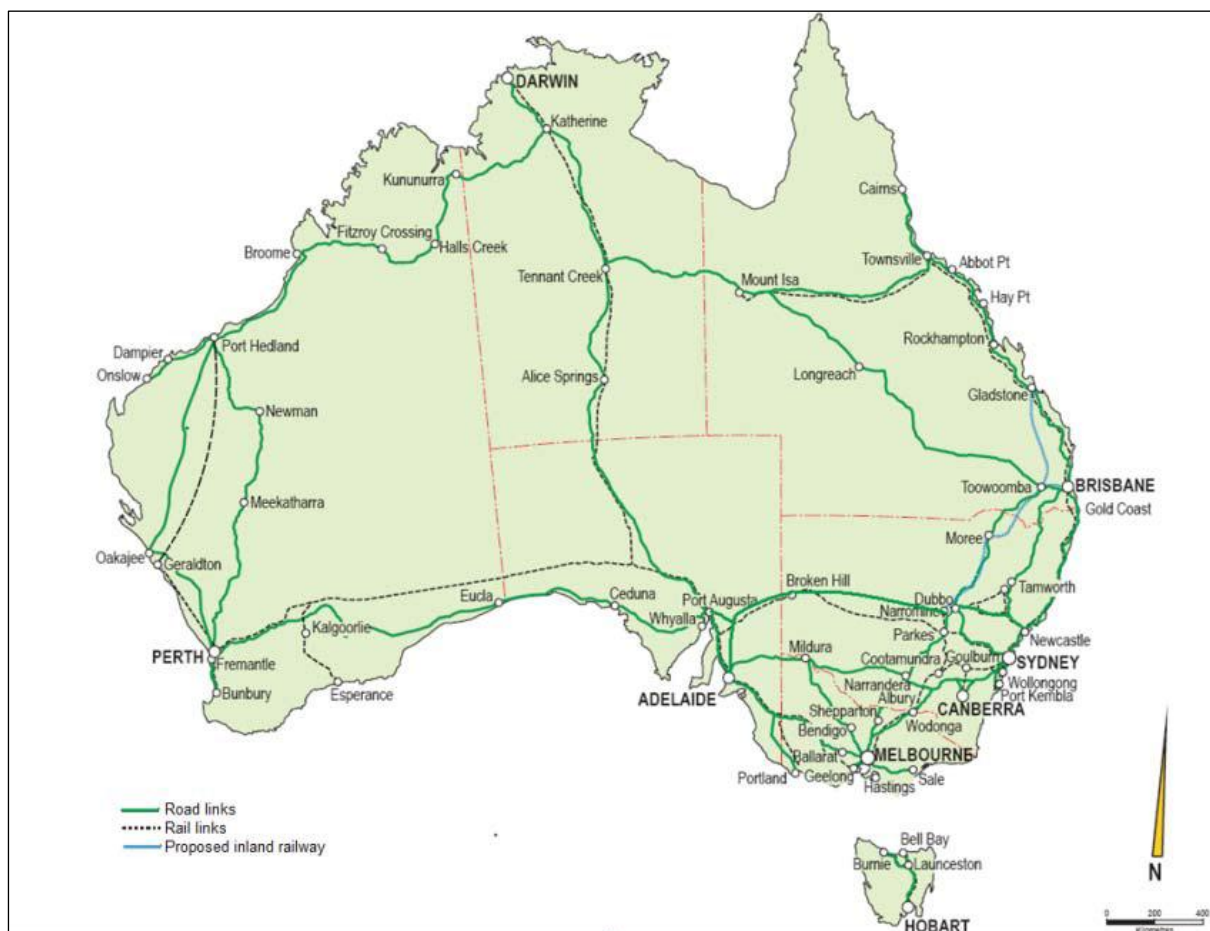 DARWIN
Katherine
Kununurra
Cairns
Fitzroy Crossing
Halls Creek
Broome
Tennant Creek
Townsville
Abbot Pt
Mount Isa
Hay Pt
Rockhampton
Port Hedland
Dampier
Onslow
Alice Springs
Longreach
Gladstone
Newman
Meekatharra
Toowoomba
BRISBANE
Gold Coast
Moree
Oakajee
Geraldton
Broken Hill
Tamworth
Eucla
Ceduna
Port Augusta
Dubbo
Whyalla
Narromine
Kalgoorlie
Parkes
Newcastle
PERTH
Mildura
Cootamundra
Goulburn
SYDNEY
Fremantle
Wollongong
Bunbury
Esperance
ADELAIDE
Narrandera
Port Kembla
Albury
CANBERRA
Shepparton
Bendigo
Wodonga
Ballarat
MELBOURNE
Portland
Geelong
Sale
Hastings
Road links
Rail links
Proposed inland railway
Bell Bay
Burnie
Launceston
HOBART
N
0 200 400
Kilometres